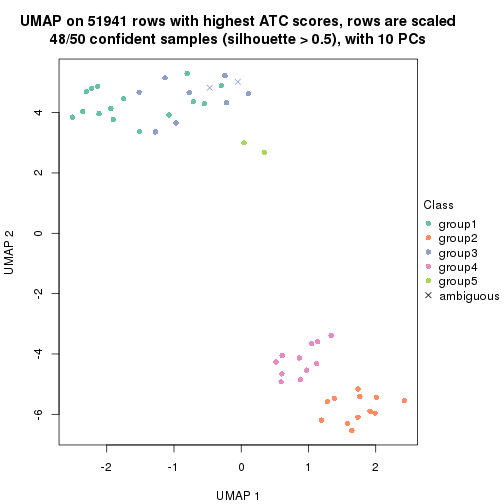 UMAP on 51941 rows with highest ATC scores, rows are scaled
48/50 confident samples (silhouette > 0.5), with 10 PCs
4
2
0
-2
-4
-6
UMAP 2
-2
-1
0
1
2
UMAP 1
Class
group1
group2
group3
group4
group5
ambiguous